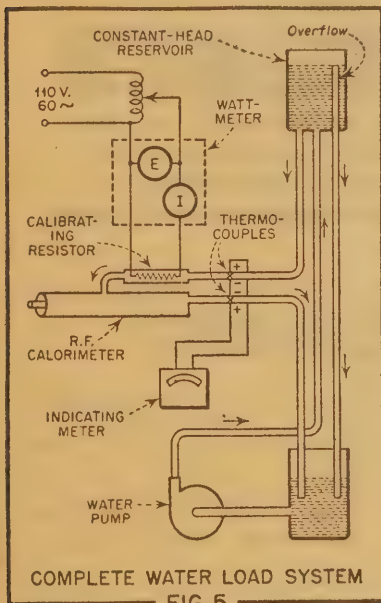 CONSTANT-HEAD
RESERVOIR
Overflow
110 V.
60 ~
WATT-
METER
E
I
CALIBRAT-
ING
RESISTOR
THERMO-
COUPLES
+
-
-
+
R.F.
CALORIMETER
INDICATING
METER
WATER
PUMP
COMPLETE WATER LOAD SYSTEM
FIG 5